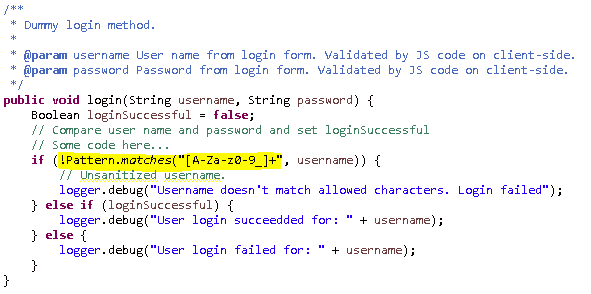 /**
 * Dummy login method.
 *
 * @param username User name from login form. Validated by JS code on client-side.
 * @param password Password from login form. Validated by JS code on client-side.
 */
public void login(String username, String password) {
    Boolean loginSuccessful = false;
    // Compare user name and password and set loginSuccessful
    // Some code here...
    if (!Pattern.matches("[A-Za-z0-9_]+", username)) {
        // Unsanitized username.
        logger.debug("Username doesn't match allowed characters. Login failed");
    } else if (loginSuccessful) {
        logger.debug("User login succeedded for: " + username);
    } else {
        logger.debug("User login failed for: " + username);
    }
}